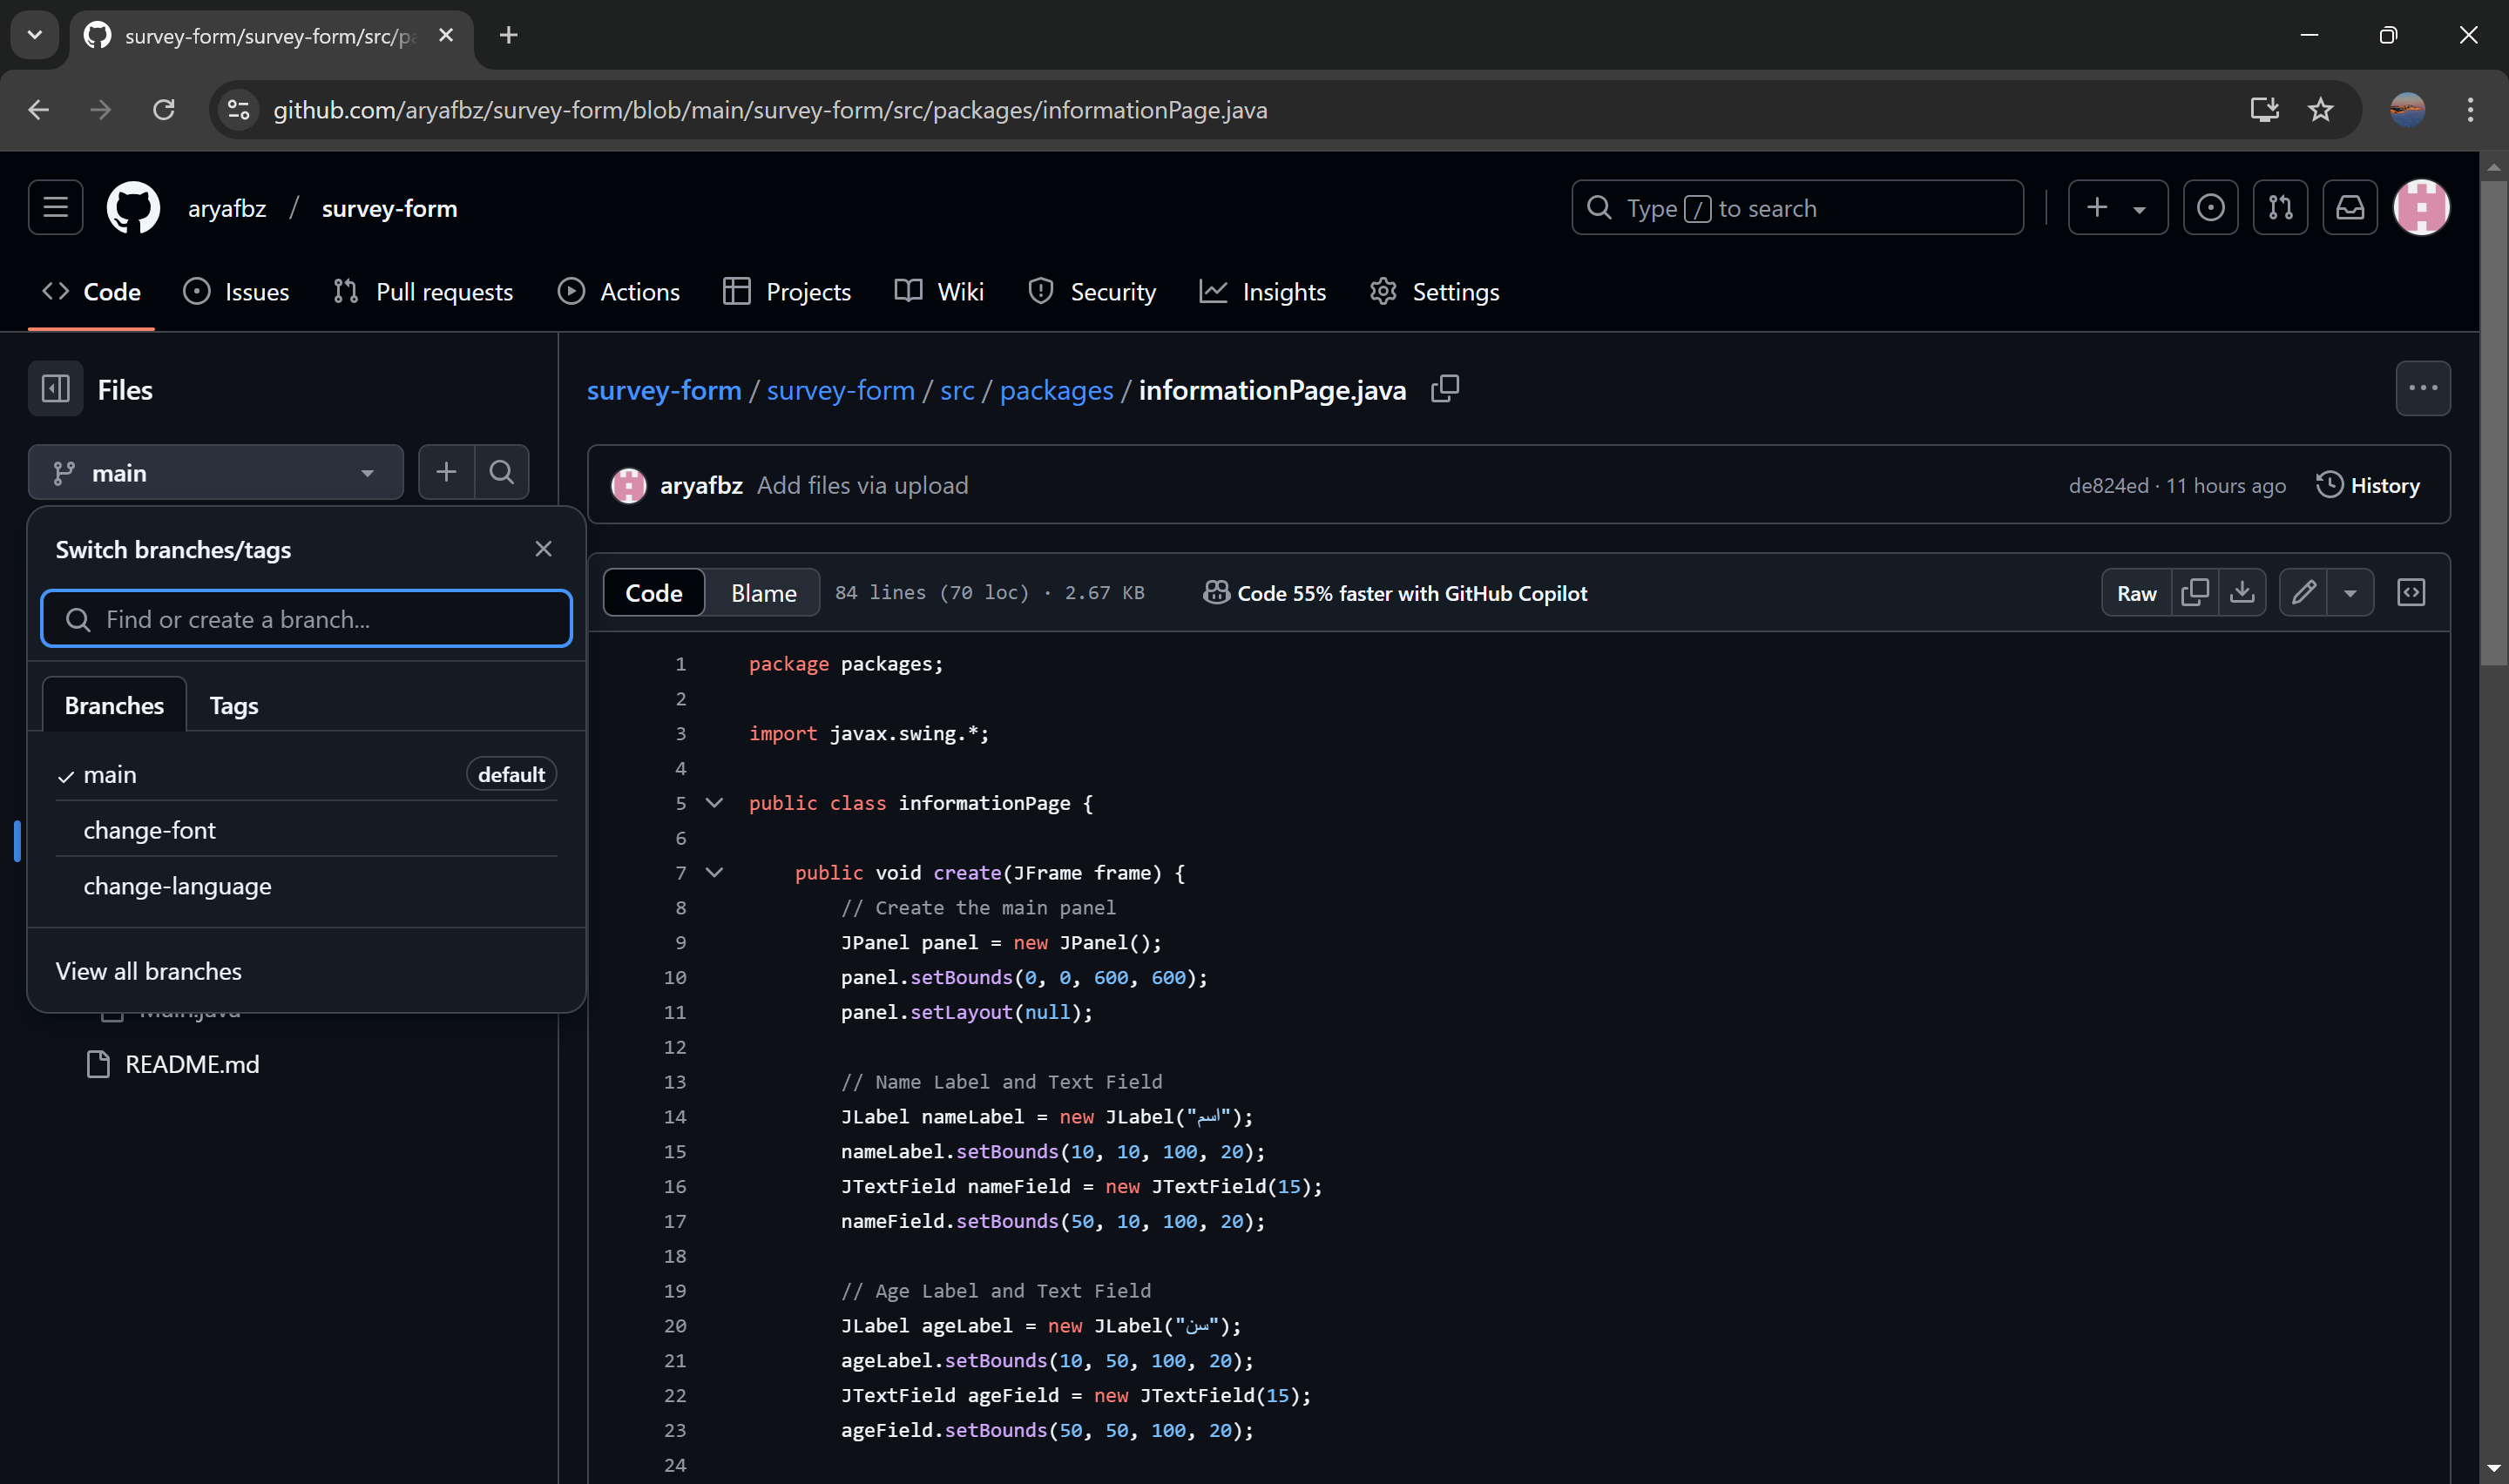 survey-form/survey-form/src/pa
github.com/aryafbz/survey-form/blob/main/survey-form/src/packages/informationPage.java
aryafbz / survey-form
Type / to search
Code
Issues
Pull requests
Actions
Projects
Wiki
Security
Insights
Settings
Files
main
Switch branches/tags
Find or create a branch...
Branches
Tags
main
default
change-font
change-language
View all branches
Main.java
README.md
survey-form / survey-form / src / packages / informationPage.java
aryafbz Add files via upload
de824ed · 11 hours ago
History
Code
Blame
84 lines (70 loc) · 2.67 KB
Code 55% faster with GitHub Copilot
Raw
1 package packages;
2
3 import javax.swing.*;
4
5 public class informationPage {
6
7 public void create(JFrame frame) {
8 // Create the main panel
9 JPanel panel = new JPanel();
10 panel.setBounds(0, 0, 600, 600);
11 panel.setLayout(null);
12
13 // Name Label and Text Field
14 JLabel nameLabel = new JLabel("اسم");
15 nameLabel.setBounds(10, 10, 100, 20);
16 JTextField nameField = new JTextField(15);
17 nameField.setBounds(50, 10, 100, 20);
18
19 // Age Label and Text Field
20 JLabel ageLabel = new JLabel("سن");
21 ageLabel.setBounds(10, 50, 100, 20);
22 JTextField ageField = new JTextField(15);
23 ageField.setBounds(50, 50, 100, 20);
24